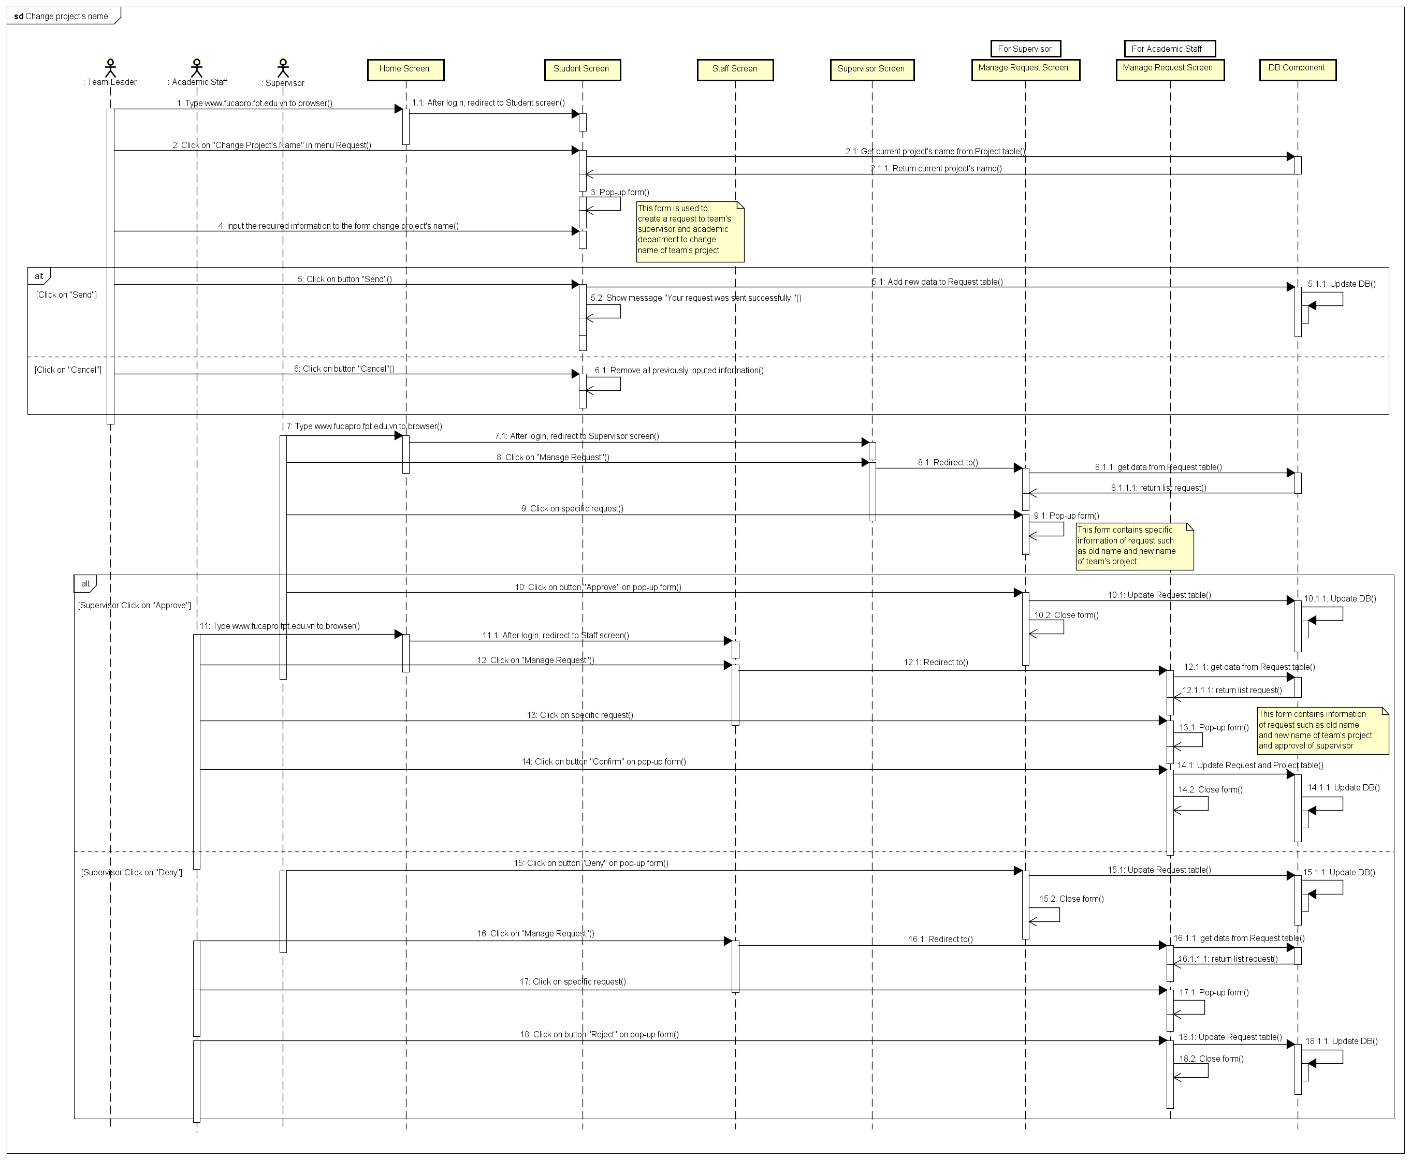 sd Change project's name
For Supervisor
For Academic Staff
: Team Leader
: Academic Staff
: Supervisor
Home Screen
Student Screen
Staff Screen
Supervisor Screen
Manage Request Screen
Manage Request Screen
DB Component
1: Type www.fucapro.fpt.edu.vn to browser()
1.1: After login, redirect to Student screen()
2: Click on "Change Project's Name" in menu Request()
2.1: Get current project's name from Project table()
2.1.1: Return current project's name()
3: Pop-up form()
This form is used to
create a request to team's
supervisor and academic
department to change
name of team's project
4: Input the required information to the form change project's name()
alt
[Click on "Send"]
5: Click on button "Send"()
5.1: Add new data to Request table()
5.1.1: Update DB()
5.2: Show message "Your request was sent successfully."()
[Click on "Cancel"]
6: Click on button "Cancel"()
6.1: Remove all previously inputed information()
7: Type www.fucapro.fpt.edu.vn to browser()
7.1: After login, redirect to Supervisor screen()
8: Click on "Manage Request"()
8.1: Redirect to()
8.1.1: get data from Request table()
8.1.1.1: return list request()
9: Click on specific request()
9.1: Pop-up form()
This form contains specific
information of request such
as old name and new name
of team's project
alt
[Supervisor Click on "Approve"]
10: Click on button "Approve" on pop-up form()
10.1: Update Request table()
10.1.1: Update DB()
10.2: Close form()
11: Type www.fucapro.fpt.edu.vn to browser()
11.1: After login, redirect to Staff screen()
12: Click on "Manage Request"()
12.1: Redirect to()
12.1.1: get data from Request table()
12.1.1.1: return list request()
13: Click on specific request()
13.1: Pop-up form()
This form contains information
of request such as old name
and new name of team's project
and approval of supervisor
14: Click on button "Confirm" on pop-up form()
14.1: Update Request and Project table()
14.1.1: Update DB()
14.2: Close form()
[Supervisor Click on "Deny"]
15: Click on button "Deny" on pop-up form()
15.1: Update Request table()
15.1.1: Update DB()
15.2: Close form()
16: Click on "Manage Request"()
16.1: Redirect to()
16.1.1: get data from Request table()
16.1.1.1: return list request()
17: Click on specific request()
17.1: Pop-up form()
18: Click on button "Reject" on pop-up form()
18.1: Update Request table()
18.1.1: Update DB()
18.2: Close form()